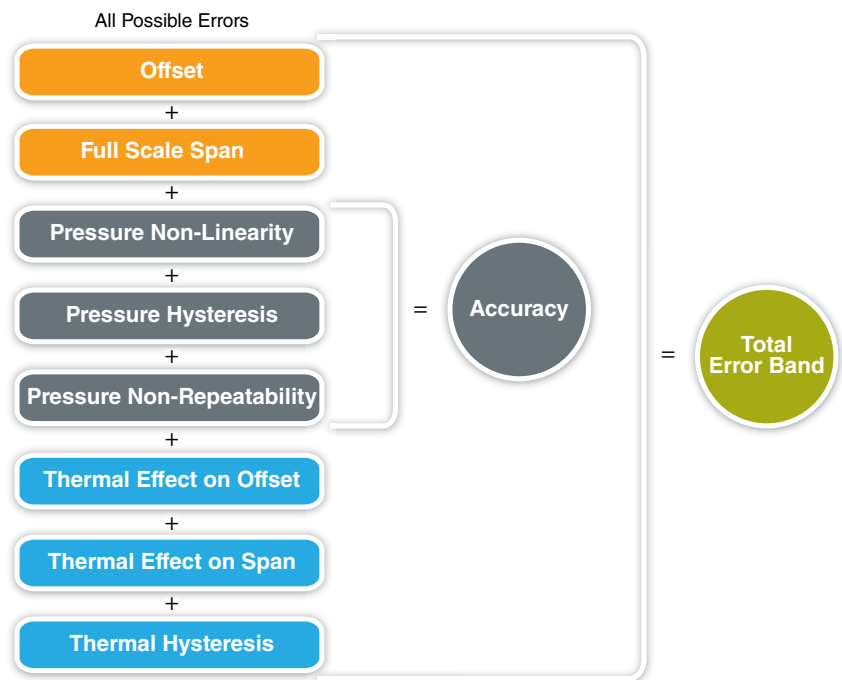 All Possible Errors
Offset
+
Full Scale Span
+
Pressure Non-Linearity
+
Pressure Hysteresis
+
Pressure Non-Repeatability
+
Thermal Effect on Offset
+
Thermal Effect on Span
+
Thermal Hysteresis
=
Accuracy
=
Total
Error Band